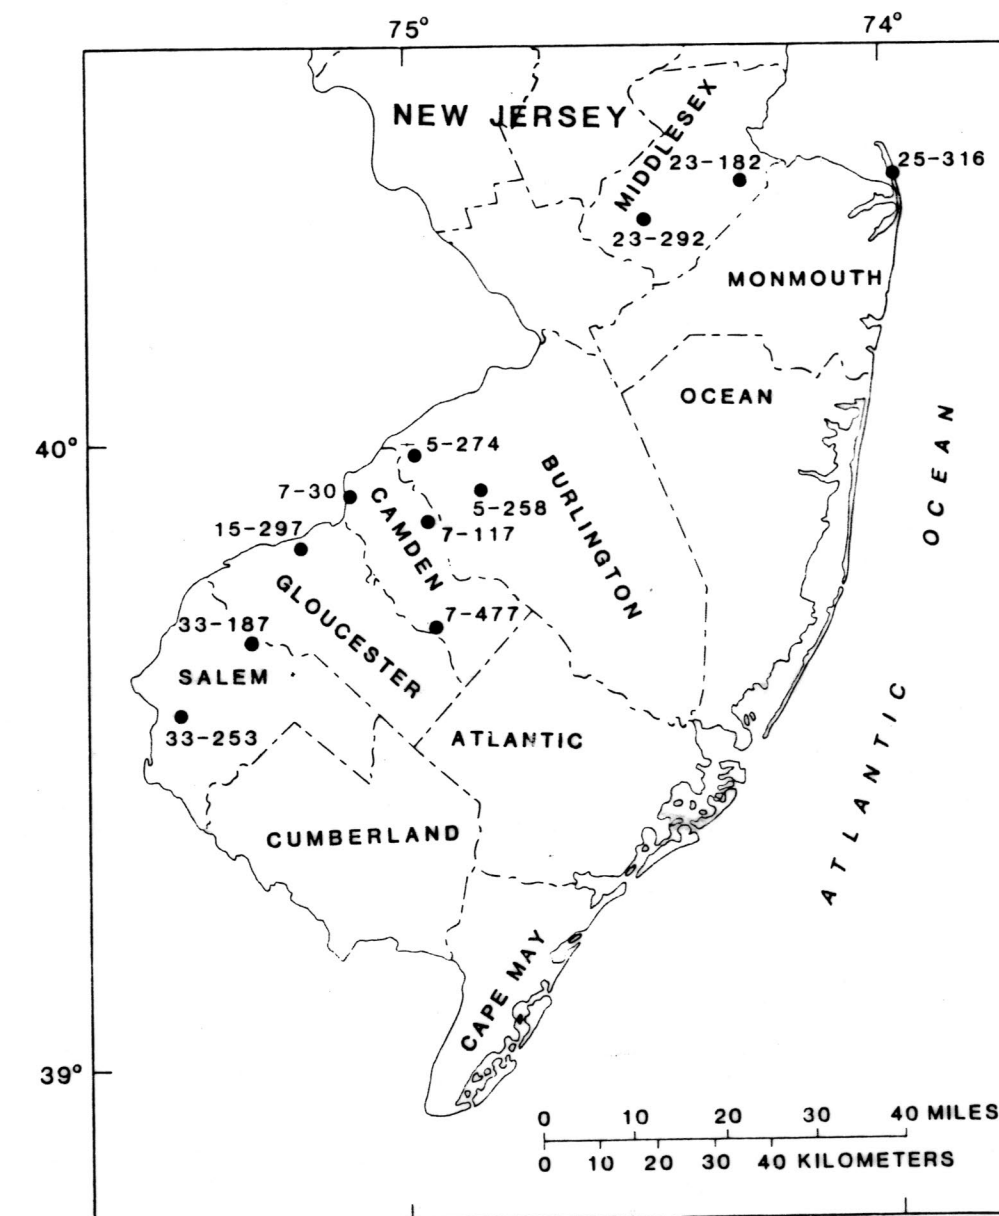 75° 74°
NEW JERSEY
MIDDLESEX
23-182
25-316
23-292
MONMOUTH
OCEAN
40°
5-274
7-30
5-258
15-297
CAMDEN
7-117
BURLINGTON
OCEAN
GLOUCESTER
7-477
33-187
SALEM
33-253
ATLANTIC
ATLANTIC
CUMBERLAND
CAPE MAY
39°
0 10 20 30 40 MILES
0 10 20 30 40 KILOMETERS